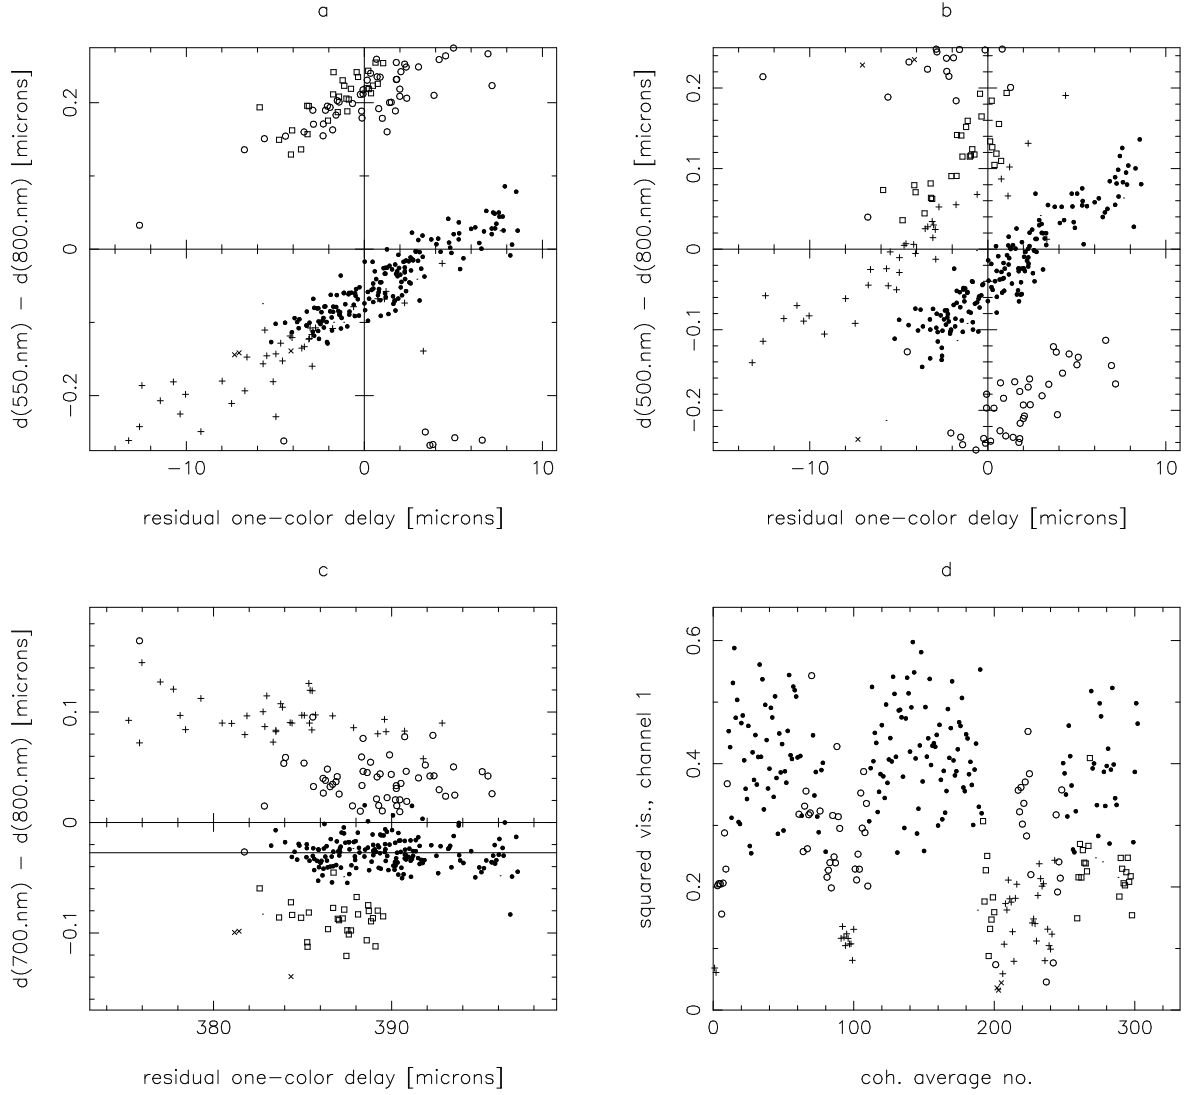 a
d(550.nm) − d(800.nm) [microns]
0.2
0
−0.2
−10
0
10
residual one−color delay [microns]
b
d(500.nm) − d(800.nm) [microns]
0.2
0.1
0
−0.1
−0.2
−10
0
10
residual one−color delay [microns]
c
d(700.nm) − d(800.nm) [microns]
0.1
0
−0.1
380
390
residual one−color delay [microns]
d
squared vis., channel 1
0.6
0.4
0.2
0
0
100
200
300
coh. average no.